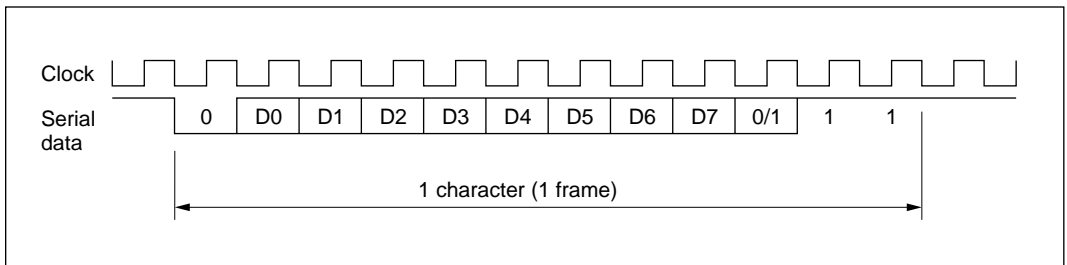 Clock
Serial data
0 D0 D1 D2 D3 D4 D5 D6 D7 0/1 1 1
1 character (1 frame)